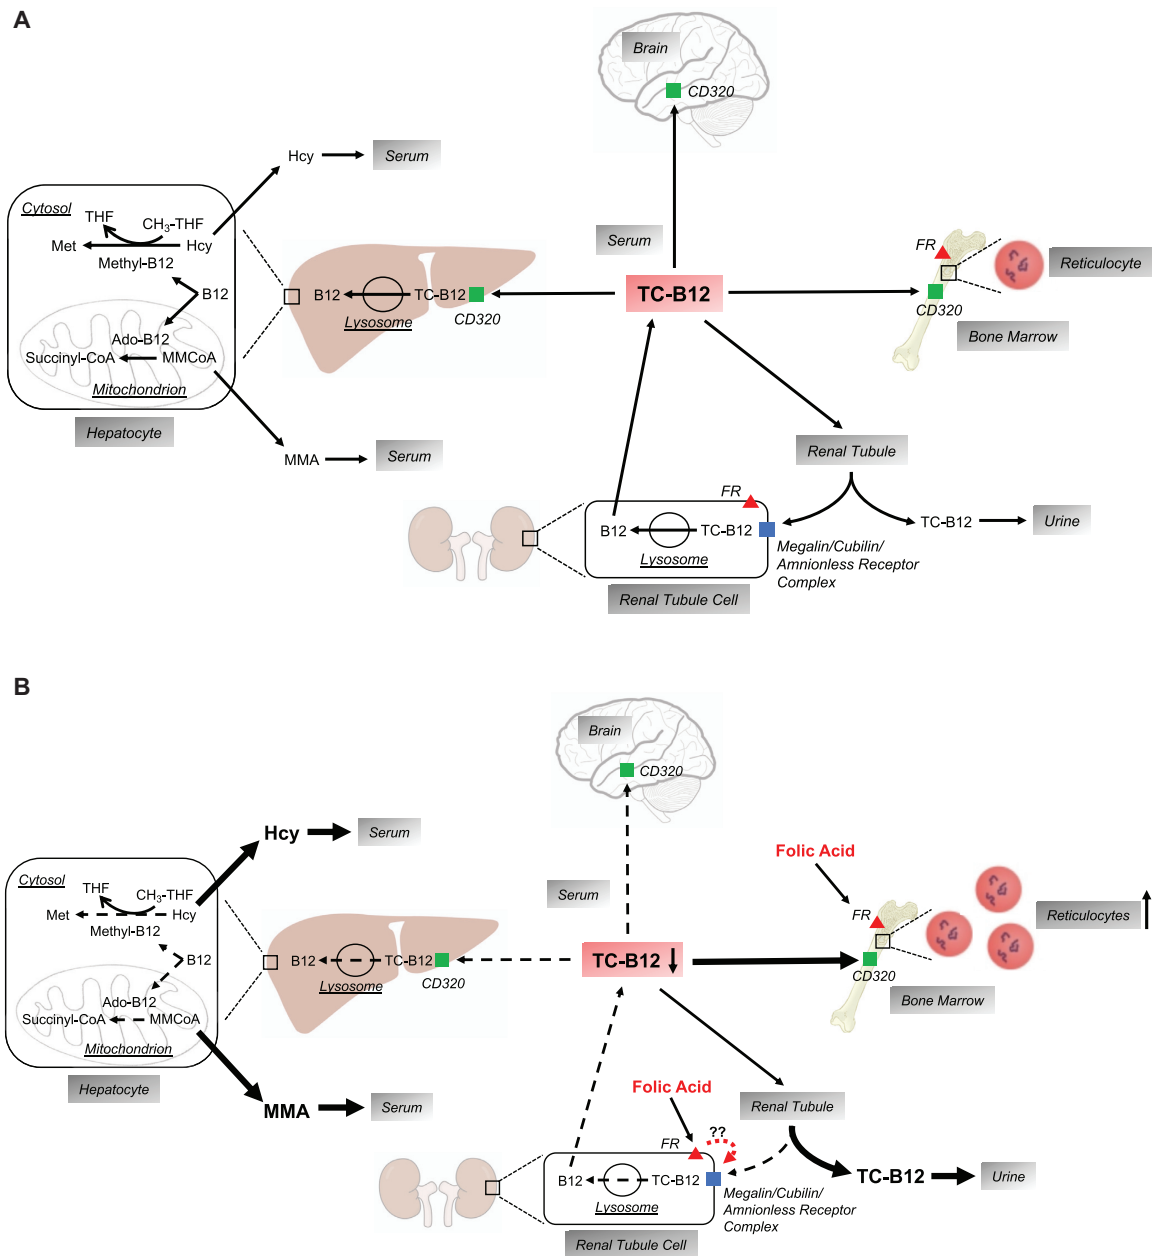 A
Brain
CD320
Hcy
Serum
Cytosol
THF
CH₃-THF
Met
Hcy
Methyl-B12
B12
Ado-B12
Succinyl-CoA
MMCoA
Mitochondrion
Hepatocyte
MMA
Serum
B12
TC-B12
Lysosome
CD320
Serum
TC-B12
FR
Reticulocyte
CD320
Bone Marrow
Renal Tubule
FR
B12
TC-B12
Lysosome
TC-B12
Urine
Megalin/Cubilin/
Amnionless Receptor
Complex
Renal Tubule Cell
B
Brain
CD320
Hcy
Serum
Cytosol
THF
CH₃-THF
Met
Hcy
Methyl-B12
B12
Ado-B12
Succinyl-CoA
MMCoA
Mitochondrion
Hepatocyte
MMA
Serum
B12
TC-B12
Lysosome
CD320
Serum
TC-B12
Folic Acid
FR
Reticulocytes
CD320
Bone Marrow
Folic Acid
Renal Tubule
??
FR
B12
TC-B12
Lysosome
TC-B12
Urine
Megalin/Cubilin/
Amnionless Receptor
Complex
Renal Tubule Cell